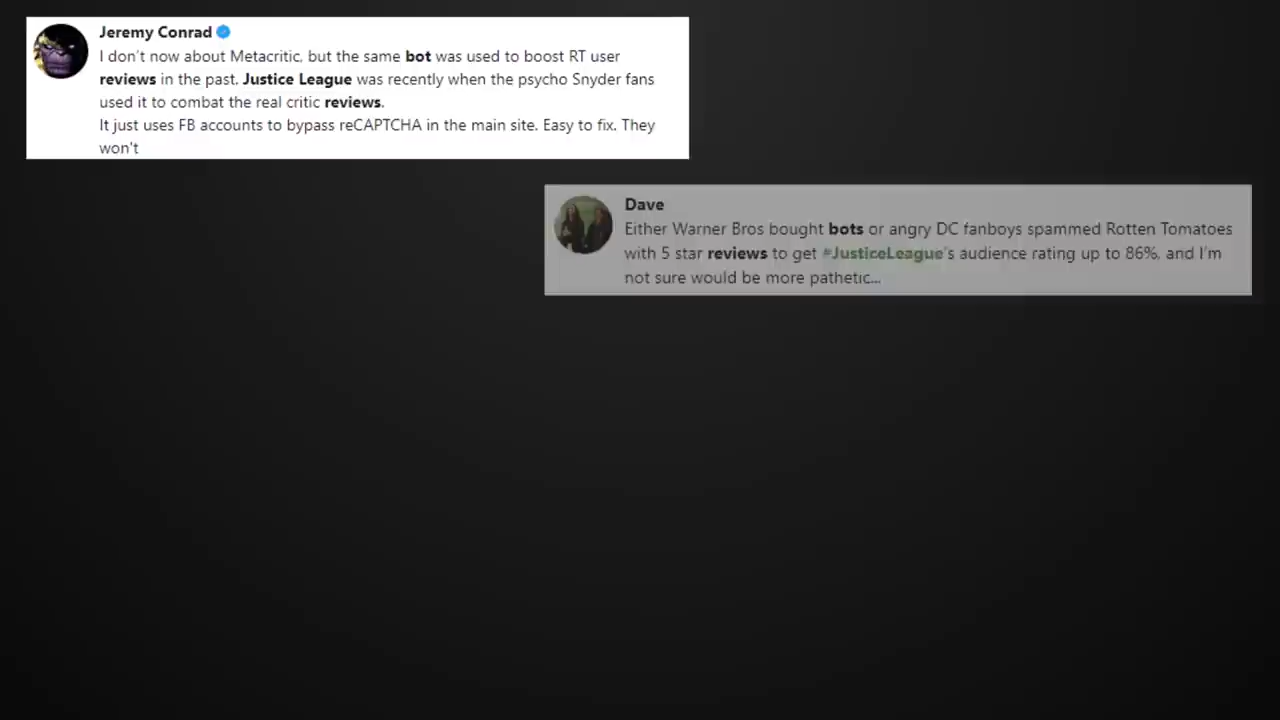 Jeremy Conrad
I don't now about Metacritic, but the same bot was used to boost RT user
reviews in the past. Justice League was recently when the psycho Snyder fans
used it to combat the real critic reviews.
It just uses FB accounts to bypass reCAPTCHA in the main site. Easy to fix. They
won't
Dave
Either Warner Bros bought bots or angry DC fanboys spammed Rotten Tomatoes
with 5 star reviews to get #JusticeLeague's audience rating up to 86%, and I'm
not sure would be more pathetic...